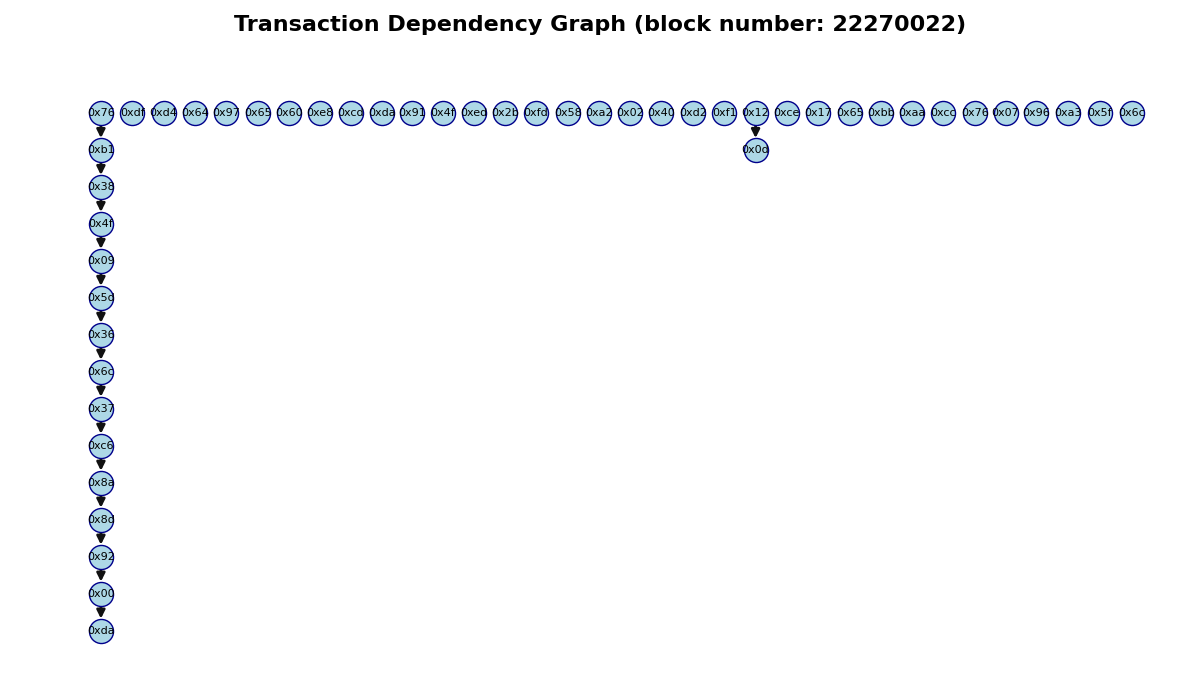 Transaction Dependency Graph (block number: 22270022)
0x76 0xdf 0xd4 0x64 0x97 0x65 0x60 0xe8 0xcd 0xda 0x91 0x4f 0xed 0x2b 0xfd 0x58 0xa2 0x02 0x40 0xd2 0xf1 0x12 0xce 0x17 0x65 0xbb 0xaa 0xcc 0x76 0x07 0x96 0xa3 0x5f 0x6c
0xb1 0x0d
0x38
0x4f
0x09
0x5d
0x36
0x6c
0x37
0xc6
0x8a
0x8d
0x92
0x00
0xda